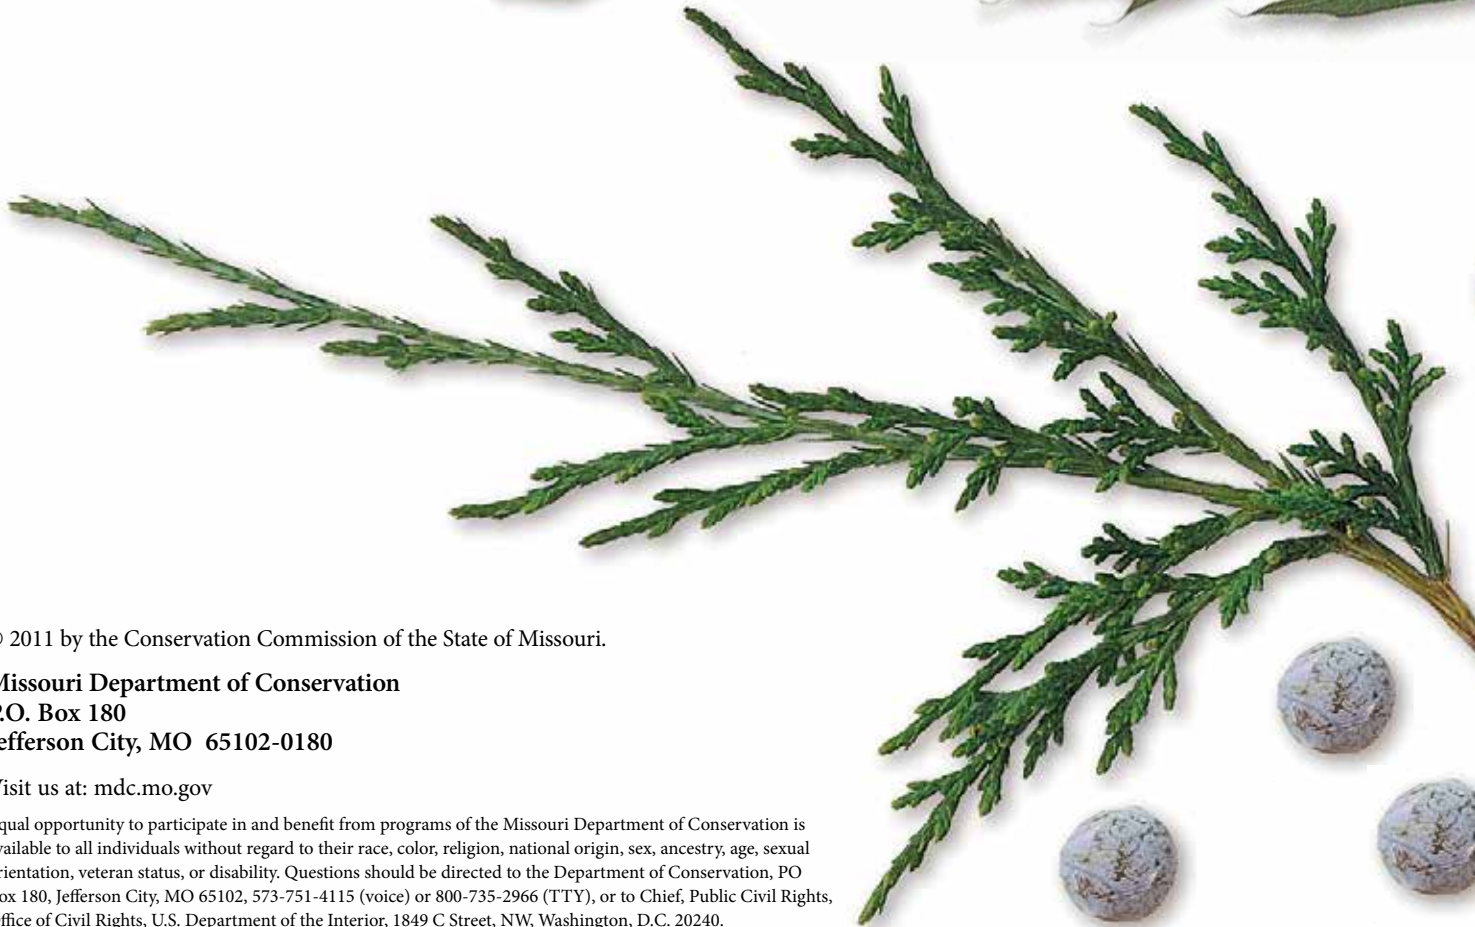 © 2011 by the Conservation Commission of the State of Missouri.
Missouri Department of Conservation
P.O. Box 180
efferson City, MO 65102-0180
Visit us at: mdc.mo.gov
qual opportunity to participate in and benefit from programs of the Missouri Department of Conservation is
vailable to all individuals without regard to their race, color, religion, national origin, sex, ancestry, age, sexual
rientation, veteran status, or disability. Questions should be directed to the Department of Conservation, PO
ox 180, Jefferson City, MO 65102, 573-751-4115 (voice) or 800-735-2966 (TTY), or to Chief, Public Civil Rights,
ffice of Civil Rights, U.S. Department of the Interior, 1849 C Street, NW, Washington, D.C. 20240.